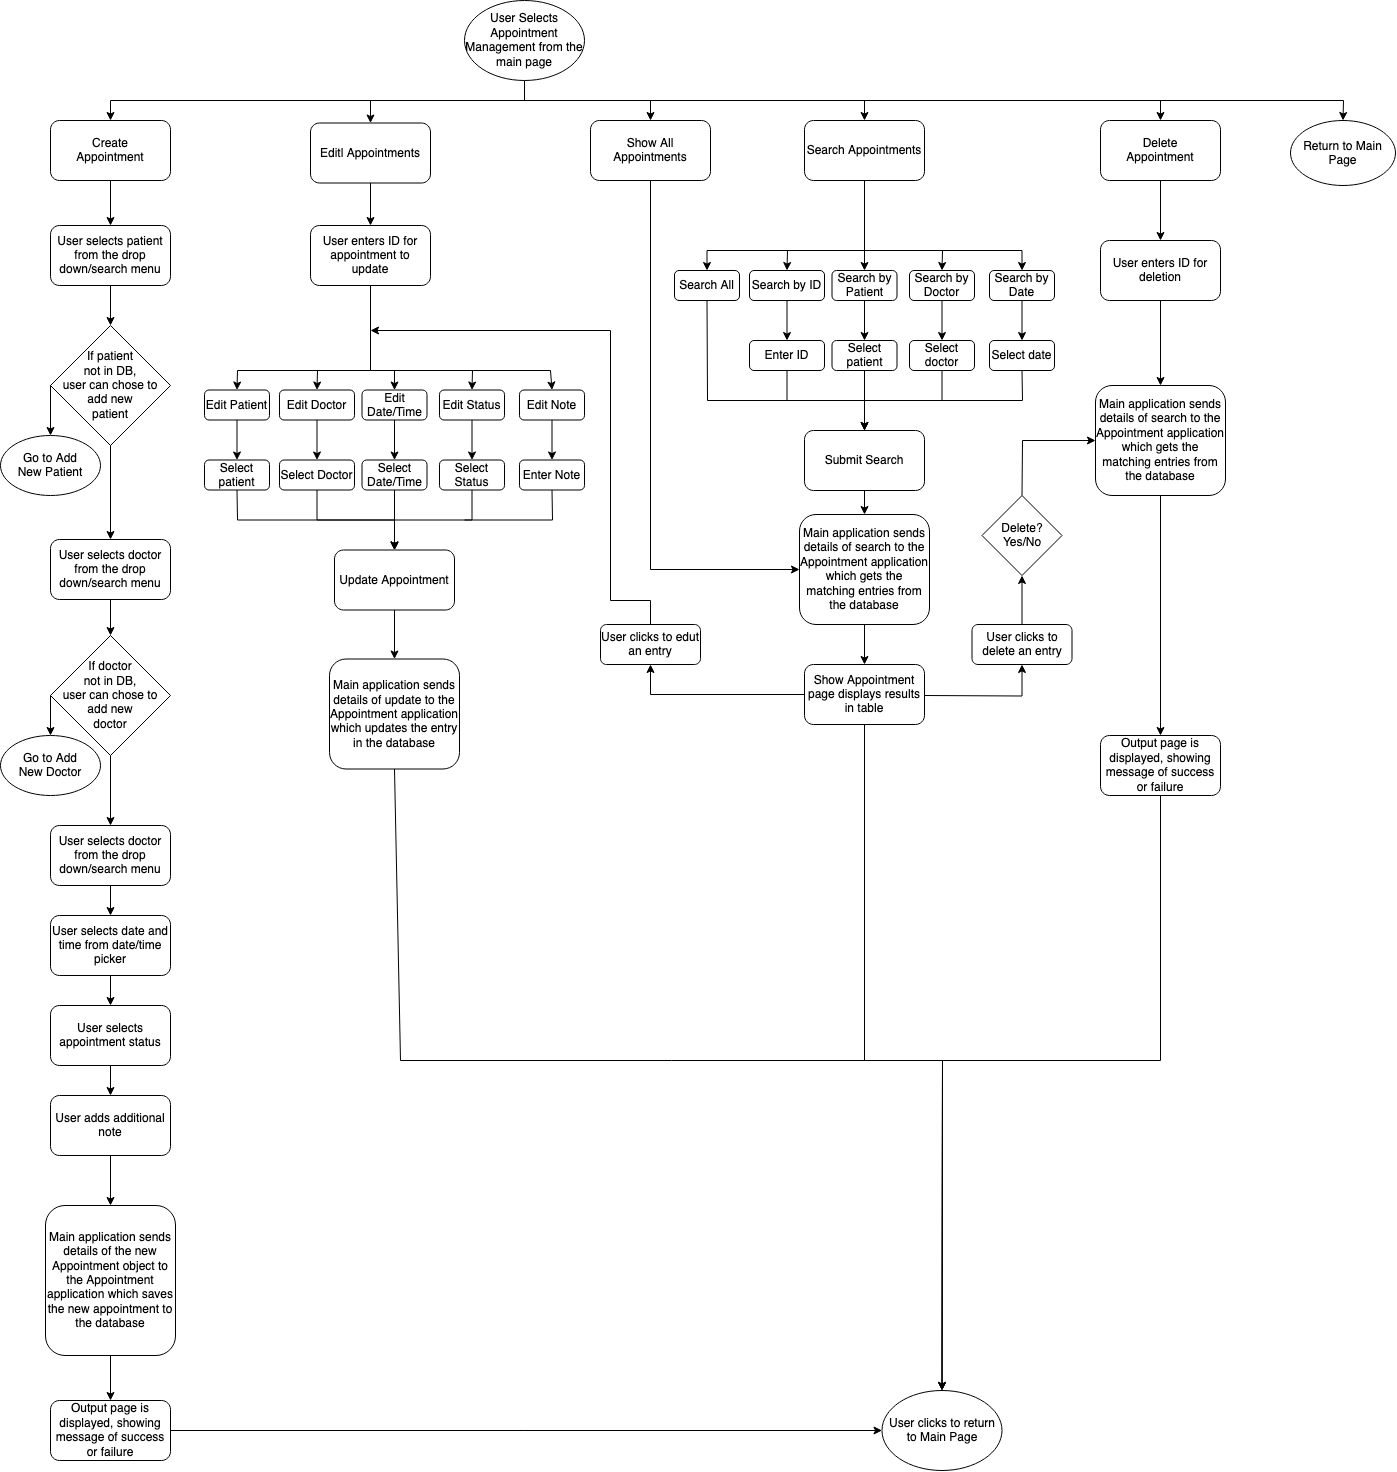 User Selects
Appointment
Management from the
main page
Create
Appointment
Editl Appointments
Show All
Appointments
Search Appointments
Delete
Appointment
Return to Main
Page
User selects patient
from the drop
down/search menu
If patient
not in DB,
user can chose to
add new
patient
Go to Add
New Patient
User selects doctor
from the drop
down/search menu
If doctor
not in DB,
user can chose to
add new
doctor
Go to Add
New Doctor
User selects doctor
from the drop
down/search menu
User selects date and
time from date/time
picker
User selects
appointment status
User adds additional
note
Main application sends
details of the new
Appointment object to
the Appointment
application which saves
the new appointment to
the database
Output page is
displayed, showing
message of success
or failure
User enters ID for
appointment to
update
Edit Patient
Edit Doctor
Edit
Date/Time
Edit Status
Edit Note
Select
patient
Select Doctor
Select
Date/Time
Select
Status
Enter Note
Update Appointment
Main application sends
details of update to the
Appointment application
which updates the entry
in the database
Search All
Search by ID
Search by
Patient
Search by
Doctor
Search by
Date
Enter ID
Select
patient
Select
doctor
Select date
Submit Search
Main application sends
details of search to the
Appointment application
which gets the
matching entries from
the database
Show Appointment
page displays results
in table
User clicks to edut
an entry
User clicks to
delete an entry
Delete?
Yes/No
User enters ID for
deletion
Main application sends
details of search to the
Appointment application
which gets the
matching entries from
the database
Output page is
displayed, showing
message of success
or failure
User clicks to return
to Main Page